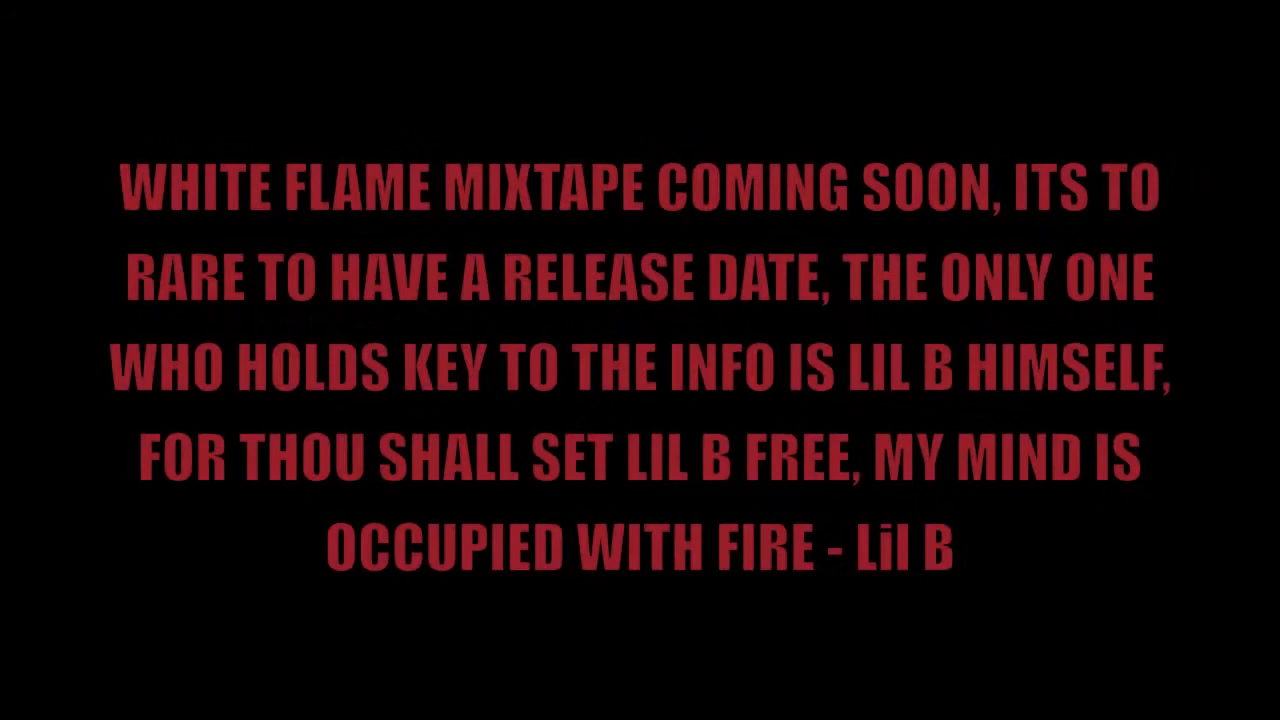 WHITE FLAME MIXTAPE COMING SOON, ITS TO
RARE TO HAVE A RELEASE DATE, THE ONLY ONE
WHO HOLDS KEY TO THE INFO IS LIL B HIMSELF,
FOR THOU SHALL SET LIL B FREE, MY MIND IS
OCCUPIED WITH FIRE - Lil B